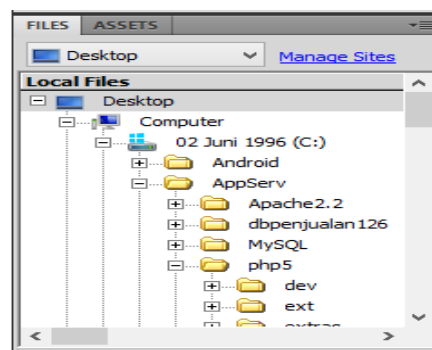 FILES ASSETS
Desktop Manage Sites
Local Files
Desktop
Computer
02 Juni 1996 (C:)
Android
AppServ
Apache2.2
dbpenjualan126
MySQL
php5
dev
ext
extras